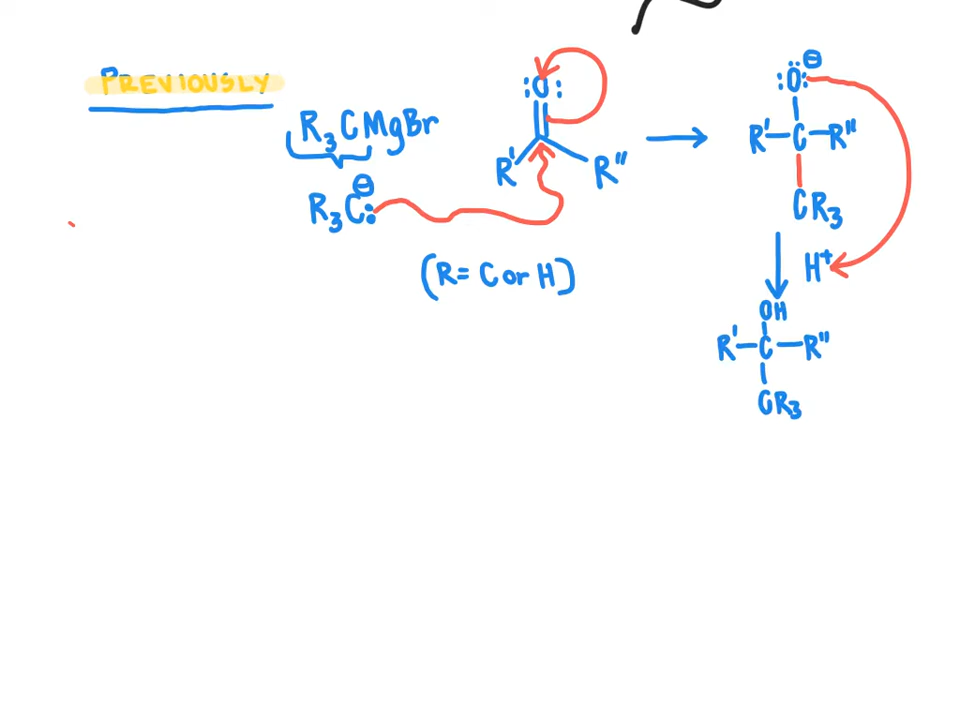 PREVIOUSLY
R₃CMgBr
R₃C:⊖
:O:
R' R"
(R= C or H)
:Ö:⊖
R'-C-R"
CR₃
H⁺
OH
R'-C-R"
CR₃